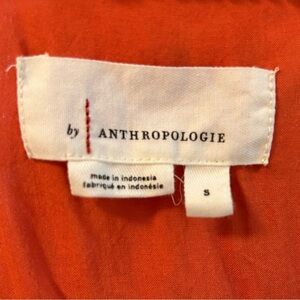 by ANTHROPOLOGIE
made in indonesia
fabriqué en indonésie
S